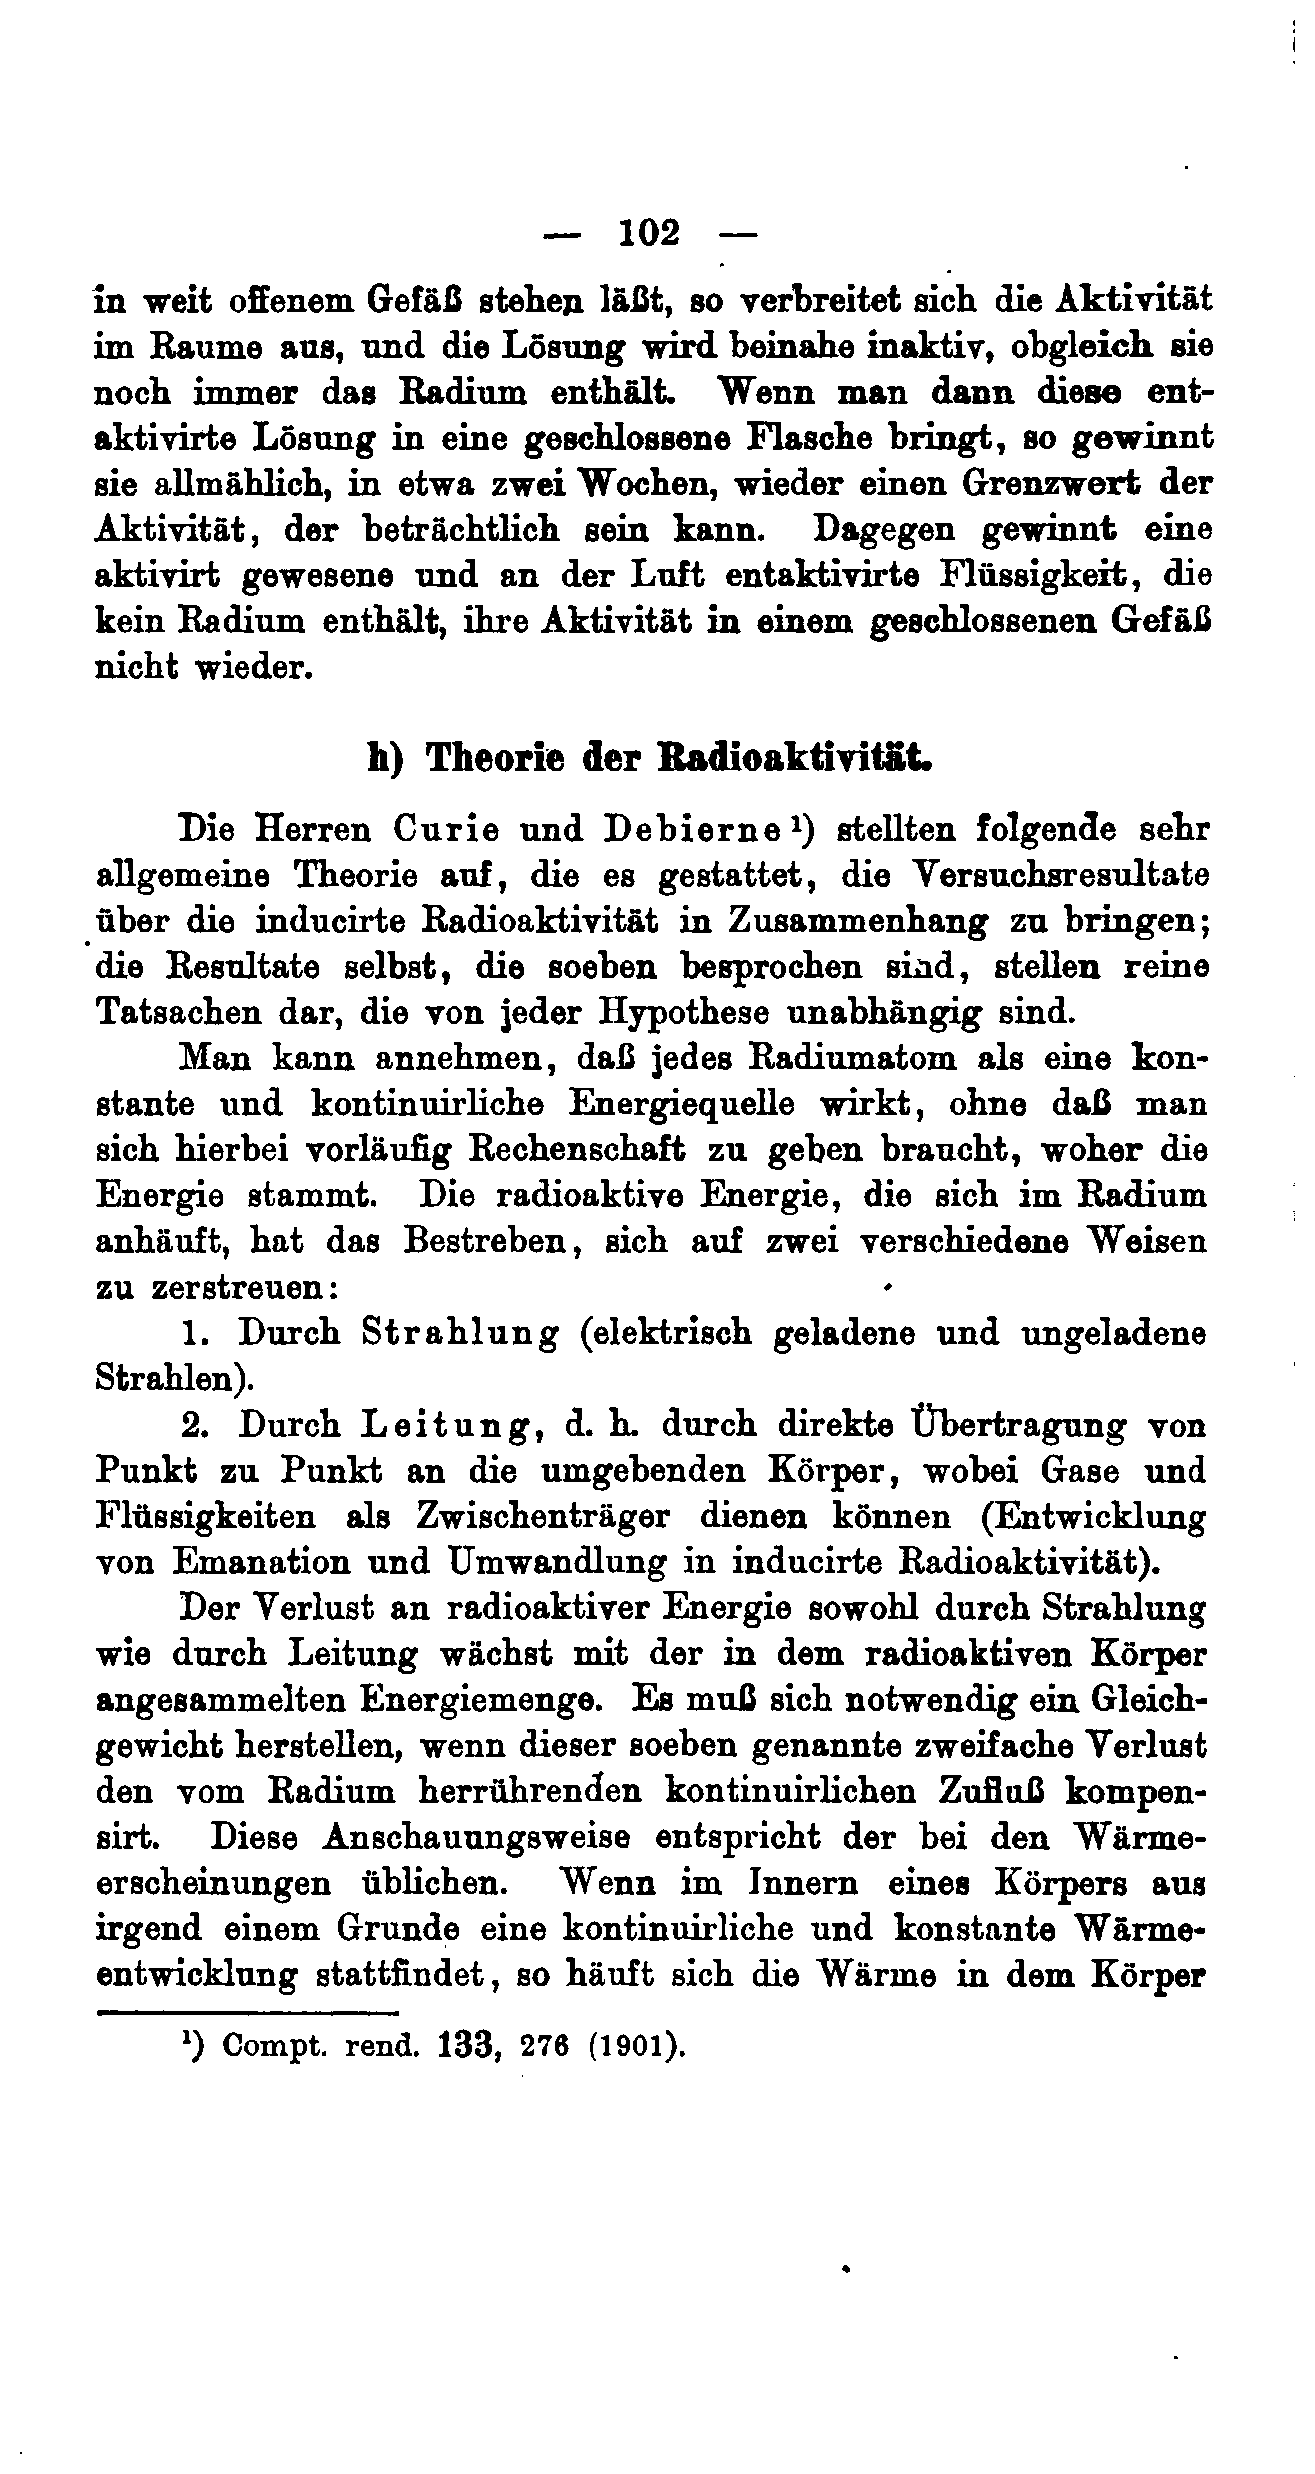 — 102 —
in weit offenem Gefäß stehen läßt, so verbreitet sich die Aktivität
im Raume aus, und die Lösung wird beinahe inaktiv, obgleich sie
noch immer das Radium enthält. Wenn man dann diese ent-
aktivirte Lösung in eine geschlossene Flasche bringt, so gewinnt
sie allmählich, in etwa zwei Wochen, wieder einen Grenzwert der
Aktivität, der beträchtlich sein kann. Dagegen gewinnt eine
aktivirt gewesene und an der Luft entaktivirte Flüssigkeit, die
kein Radium enthält, ihre Aktivität in einem geschlossenen Gefäß
nicht wieder.
h) Theorie der Radioaktivität.
Die Herren Curie und Debierne¹) stellten folgende sehr
allgemeine Theorie auf, die es gestattet, die Versuchsresultate
über die inducirte Radioaktivität in Zusammenhang zu bringen;
die Resultate selbst, die soeben besprochen sind, stellen reine
Tatsachen dar, die von jeder Hypothese unabhängig sind.
Man kann annehmen, daß jedes Radiumatom als eine kon-
stante und kontinuirliche Energiequelle wirkt, ohne daß man
sich hierbei vorläufig Rechenschaft zu geben braucht, woher die
Energie stammt. Die radioaktive Energie, die sich im Radium
anhäuft, hat das Bestreben, sich auf zwei verschiedene Weisen
zu zerstreuen:
1. Durch Strahlung (elektrisch geladene und ungeladene
Strahlen).
2. Durch Leitung, d. h. durch direkte Übertragung von
Punkt zu Punkt an die umgebenden Körper, wobei Gase und
Flüssigkeiten als Zwischenträger dienen können (Entwicklung
von Emanation und Umwandlung in inducirte Radioaktivität).
Der Verlust an radioaktiver Energie sowohl durch Strahlung
wie durch Leitung wächst mit der in dem radioaktiven Körper
angesammelten Energiemenge. Es muß sich notwendig ein Gleich-
gewicht herstellen, wenn dieser soeben genannte zweifache Verlust
den vom Radium herrührenden kontinuirlichen Zufluß kompen-
sirt. Diese Anschauungsweise entspricht der bei den Wärme-
erscheinungen üblichen. Wenn im Innern eines Körpers aus
irgend einem Grunde eine kontinuirliche und konstante Wärme-
entwicklung stattfindet, so häuft sich die Wärme in dem Körper
¹) Compt. rend. 133, 276 (1901).